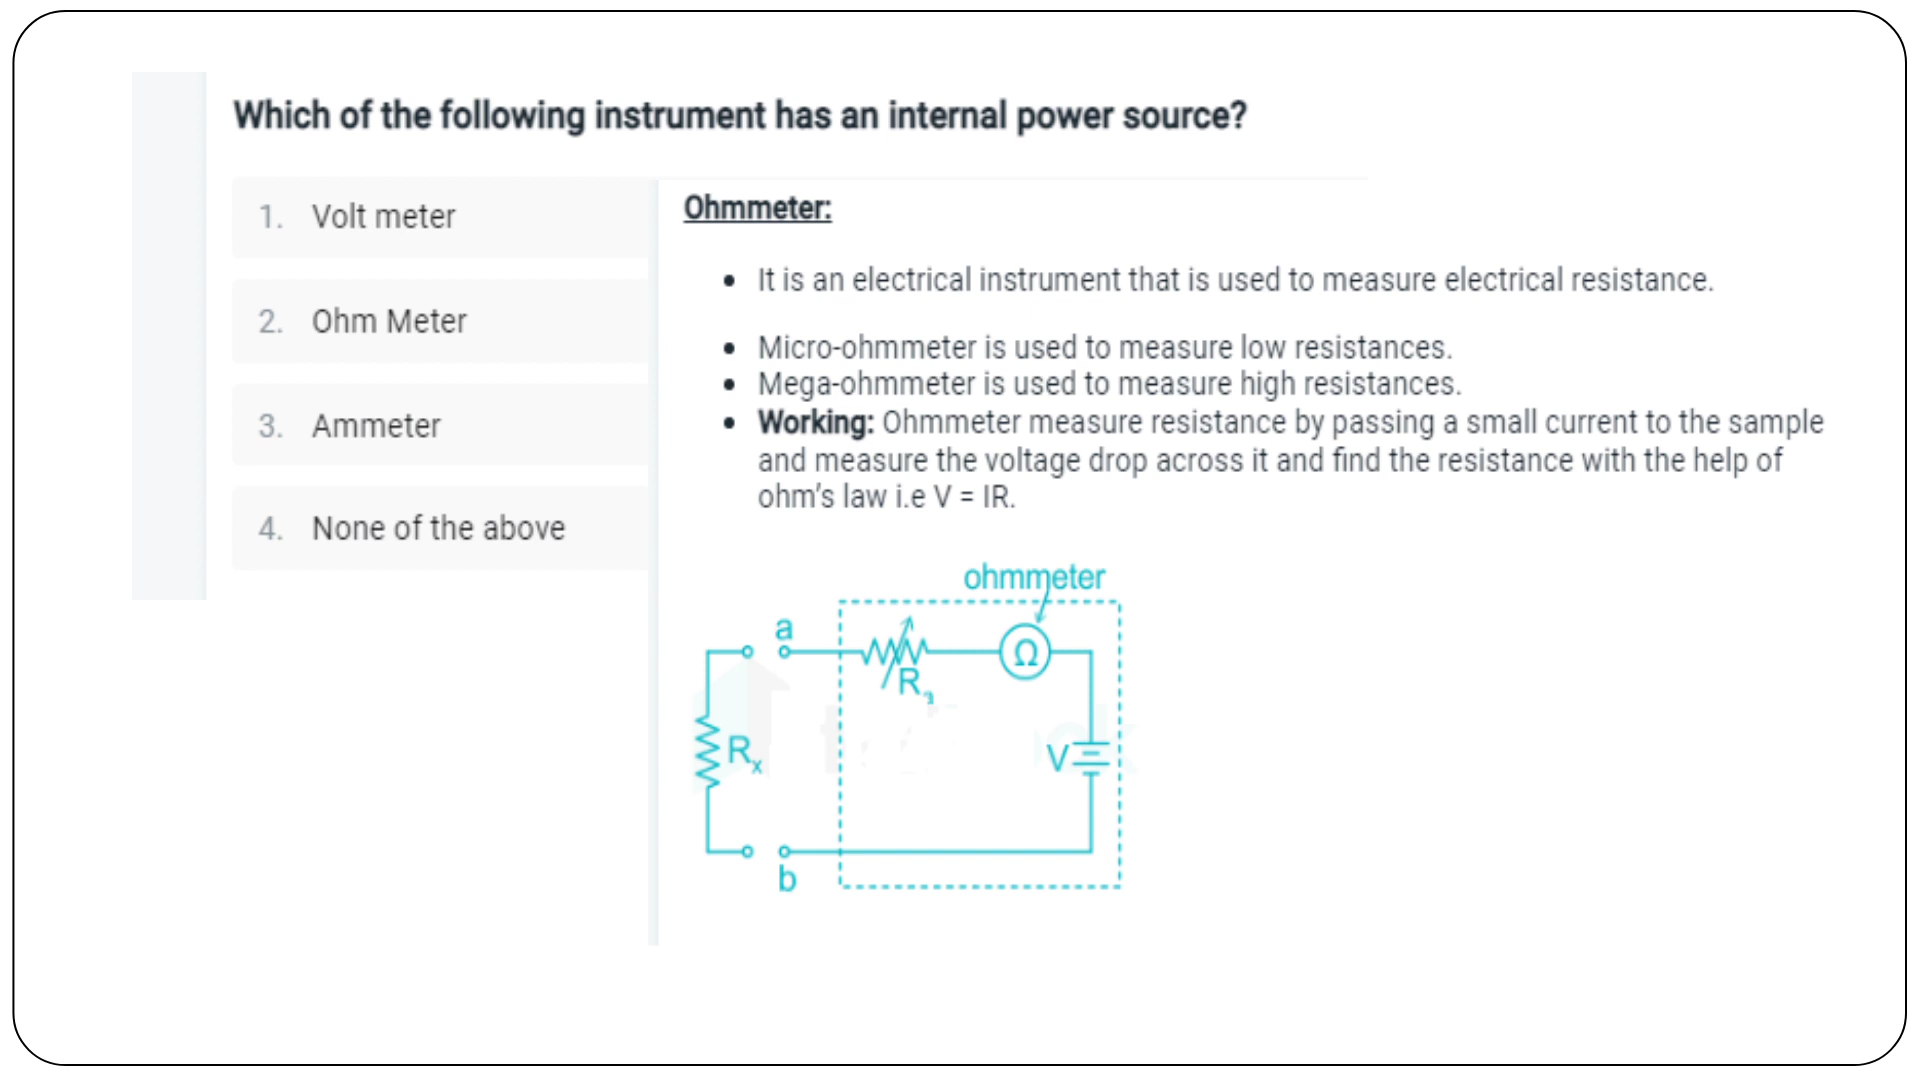 Which of the following instrument has an internal power source?
1. Volt meter
2. Ohm Meter
3. Ammeter
4. None of the above
Ohmmeter:
• It is an electrical instrument that is used to measure electrical resistance.
• Micro-ohmmeter is used to measure low resistances.
• Mega-ohmmeter is used to measure high resistances.
• Working: Ohmmeter measure resistance by passing a small current to the sample
and measure the voltage drop across it and find the resistance with the help of
ohm's law i.e V = IR.
ohmmeter
a
Ω
R
Rx
V
b